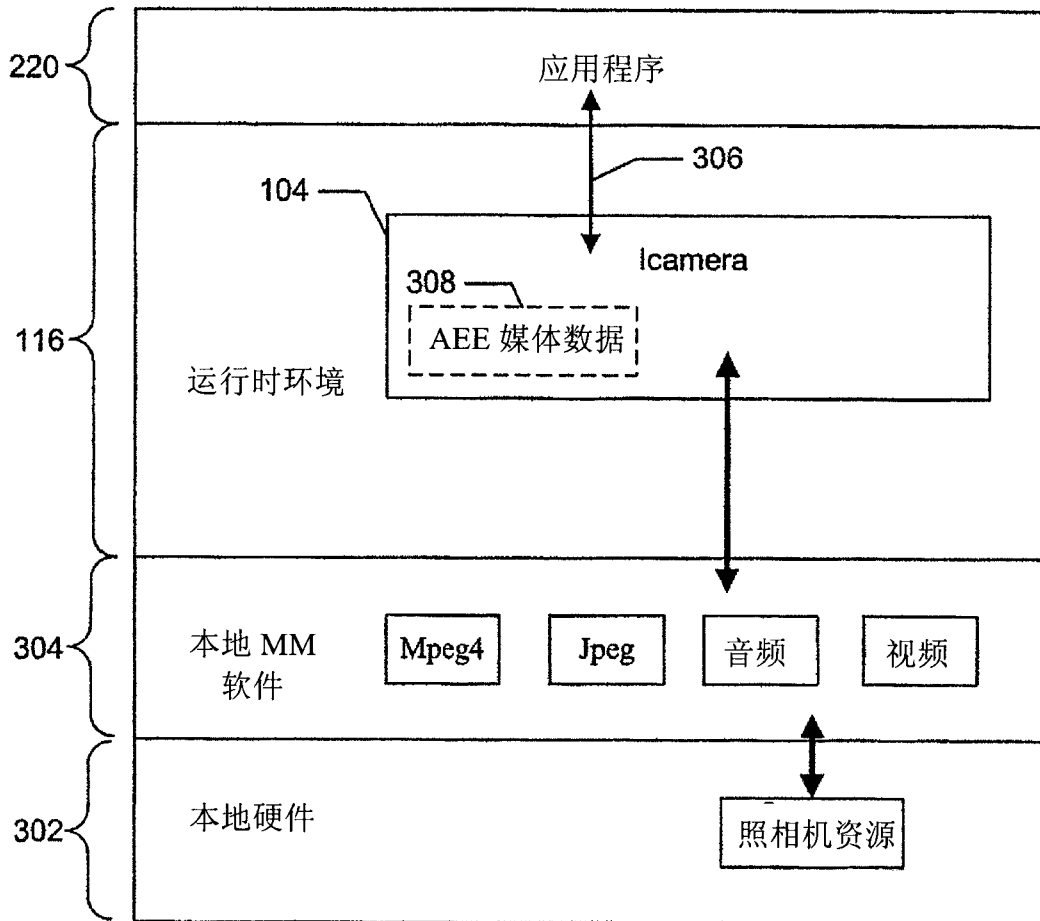 220
应用程序
306
104
Icamera
308
AEE 媒体数据
116
运行时环境
304
本地 MM
软件
Mpeg4
Jpeg
音频
视频
302
本地硬件
照相机资源